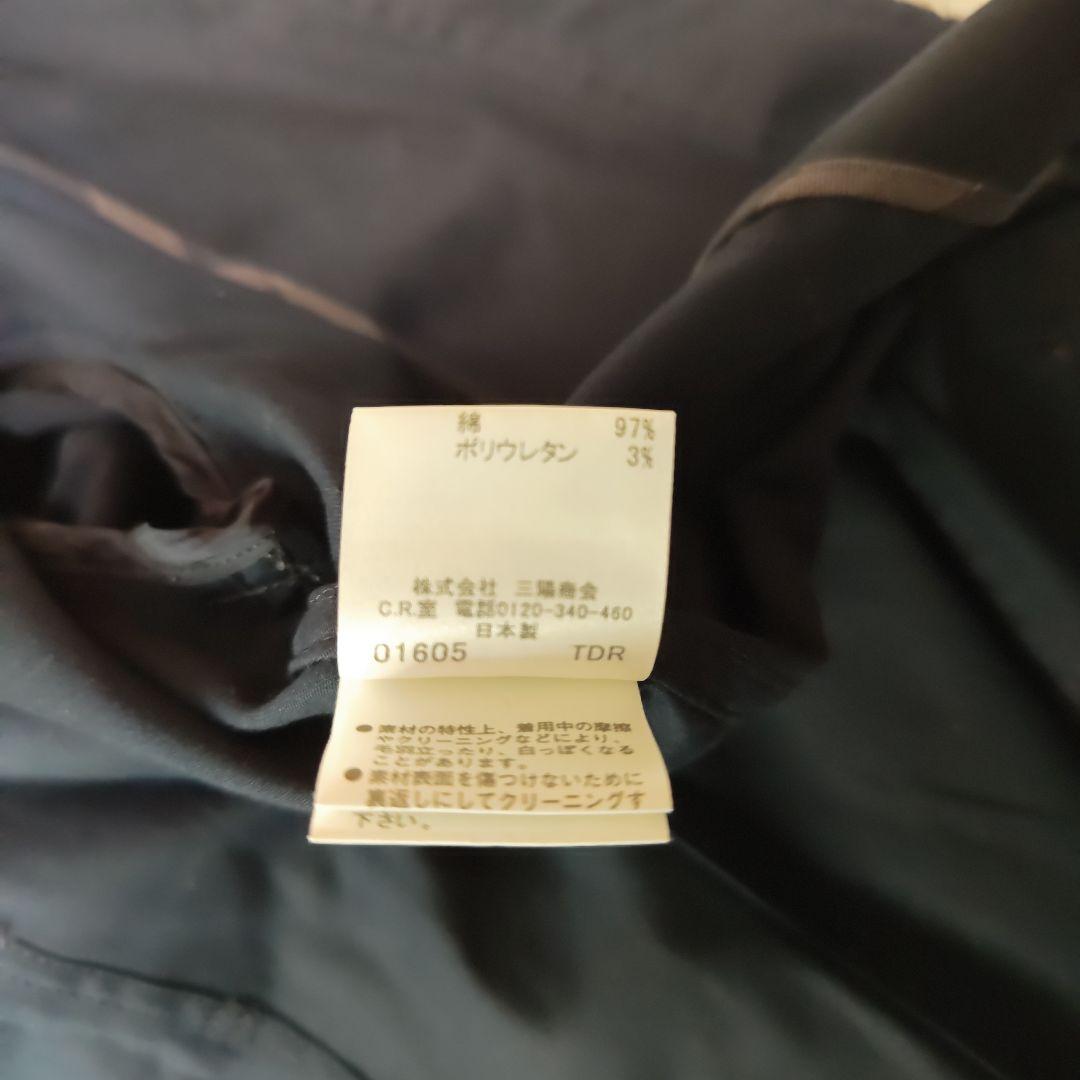 綿 97%
ポリウレタン 3%
株式会社 三陽商会
C.R.室 電話0120-340-460
日本製
01605 TDR
●素材の特性上、着用中の摩擦
やクリーニングなどにより、
毛羽立ったり、白っぽくなる
ことがあります。
●素材表面を傷つけないために
裏返しにしてクリーニングす
下さい。